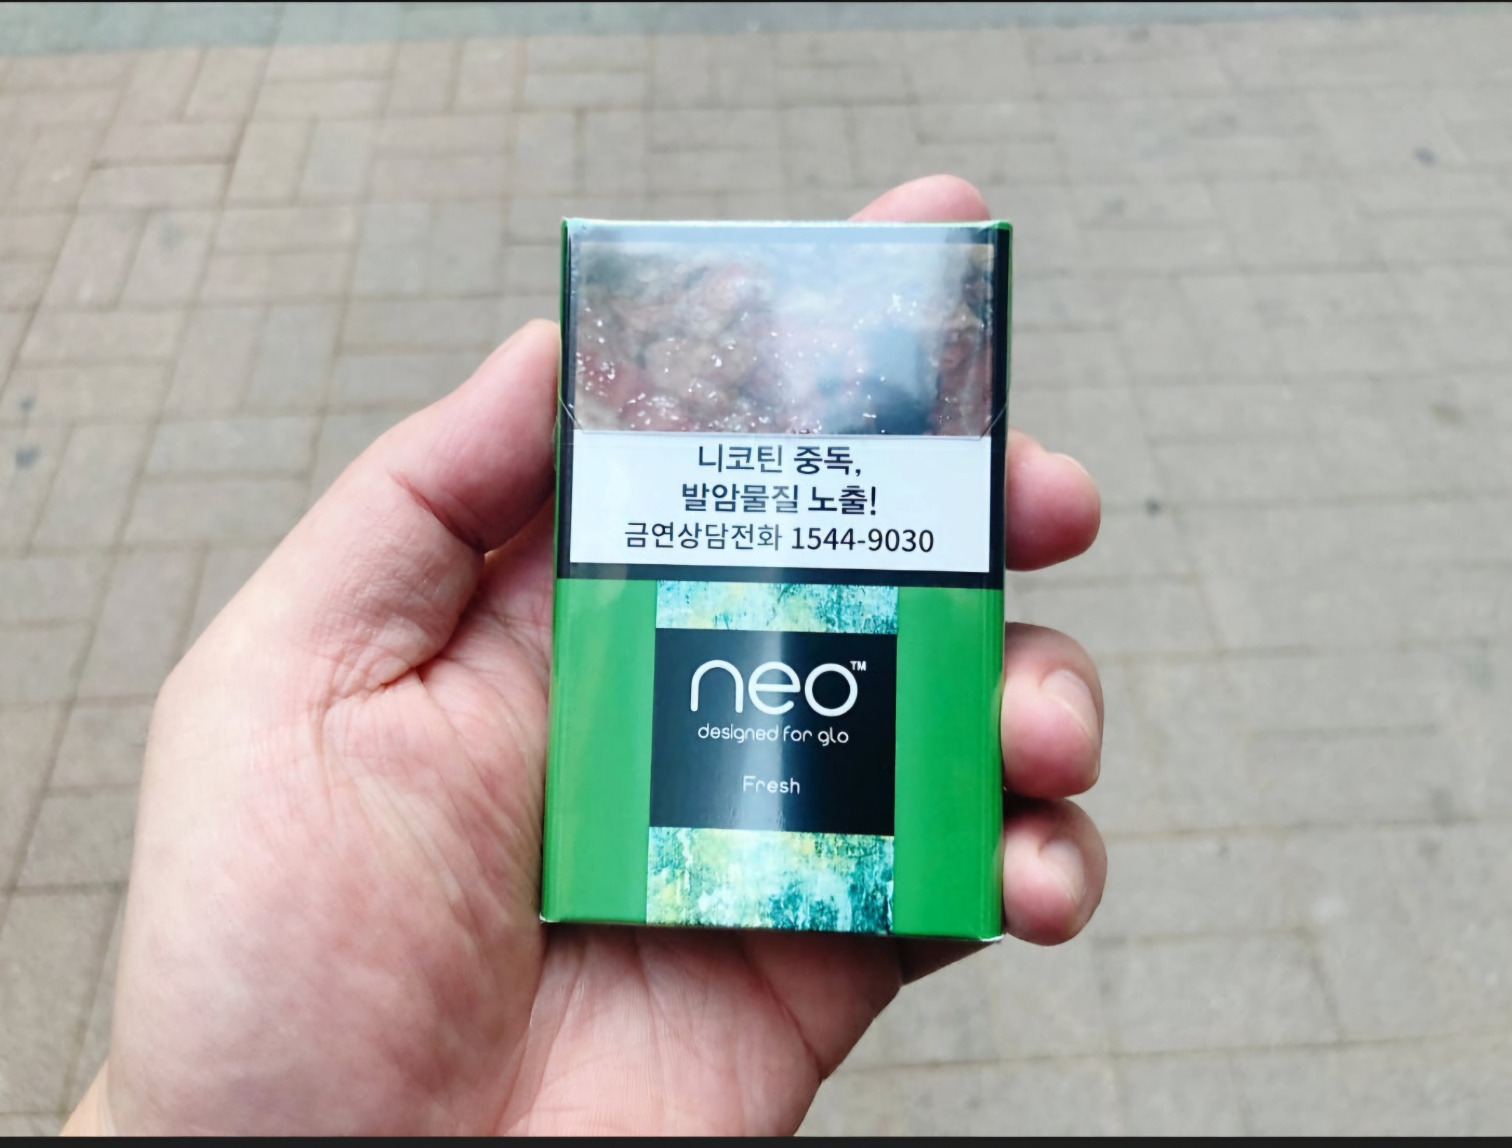 니코틴 중독,
발암물질 노출!
금연상담전화 1544-9030
neo™
designed for glo
Fresh